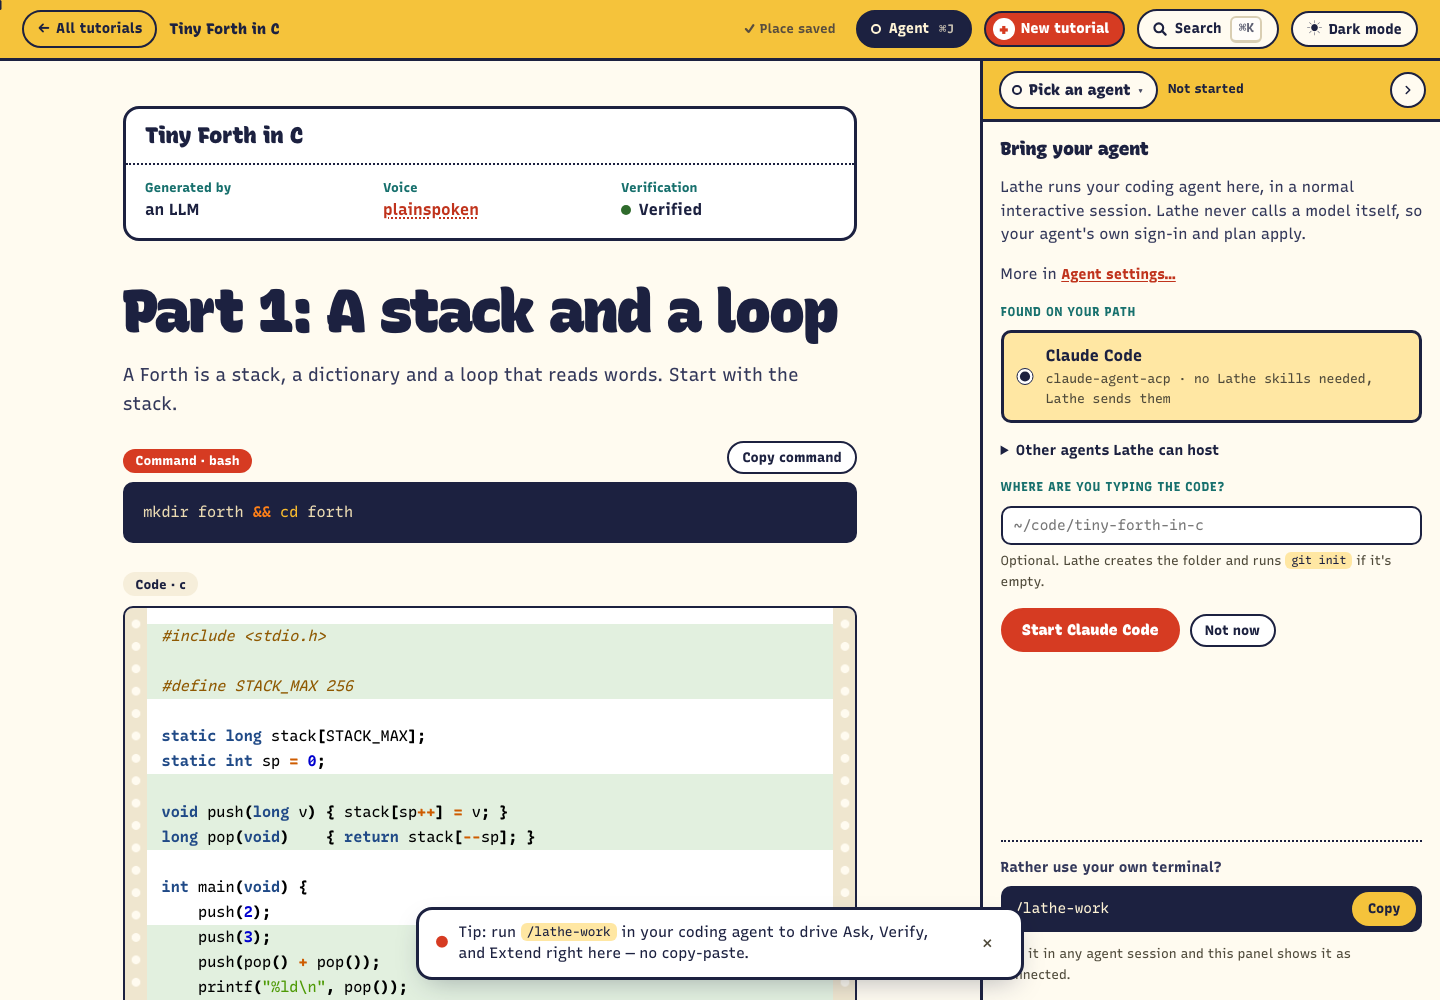 ← All tutorials
Tiny Forth in C
✓ Place saved
Agent ⌘J
New tutorial
Search ⌘K
Dark mode
Tiny Forth in C
Generated by
an LLM
Voice
plainspoken
Verification
Verified
Part 1: A stack and a loop
A Forth is a stack, a dictionary and a loop that reads words. Start with the
stack.
Command · bash
Copy command
mkdir forth && cd forth
Code · c
#include <stdio.h>
#define STACK_MAX 256
static long stack[STACK_MAX];
static int sp = 0;
void push(long v) { stack[sp++] = v; }
long pop(void)    { return stack[--sp]; }
int main(void) {
    push(2);
    push(3);
    push(pop() + pop());
    printf("%ld\n", pop());
Pick an agent ▾
Not started
Bring your agent
Lathe runs your coding agent here, in a normal
interactive session. Lathe never calls a model itself, so
your agent's own sign-in and plan apply.
More in Agent settings…
FOUND ON YOUR PATH
Claude Code
claude-agent-acp · no Lathe skills needed,
Lathe sends them
▶ Other agents Lathe can host
WHERE ARE YOU TYPING THE CODE?
~/code/tiny-forth-in-c
Optional. Lathe creates the folder and runs git init if it's
empty.
Start Claude Code
Not now
Rather use your own terminal?
/lathe-work
Copy
it in any agent session and this panel shows it as
Tip: run /lathe-work in your coding agent to drive Ask, Verify,
and Extend right here — no copy-paste.
×